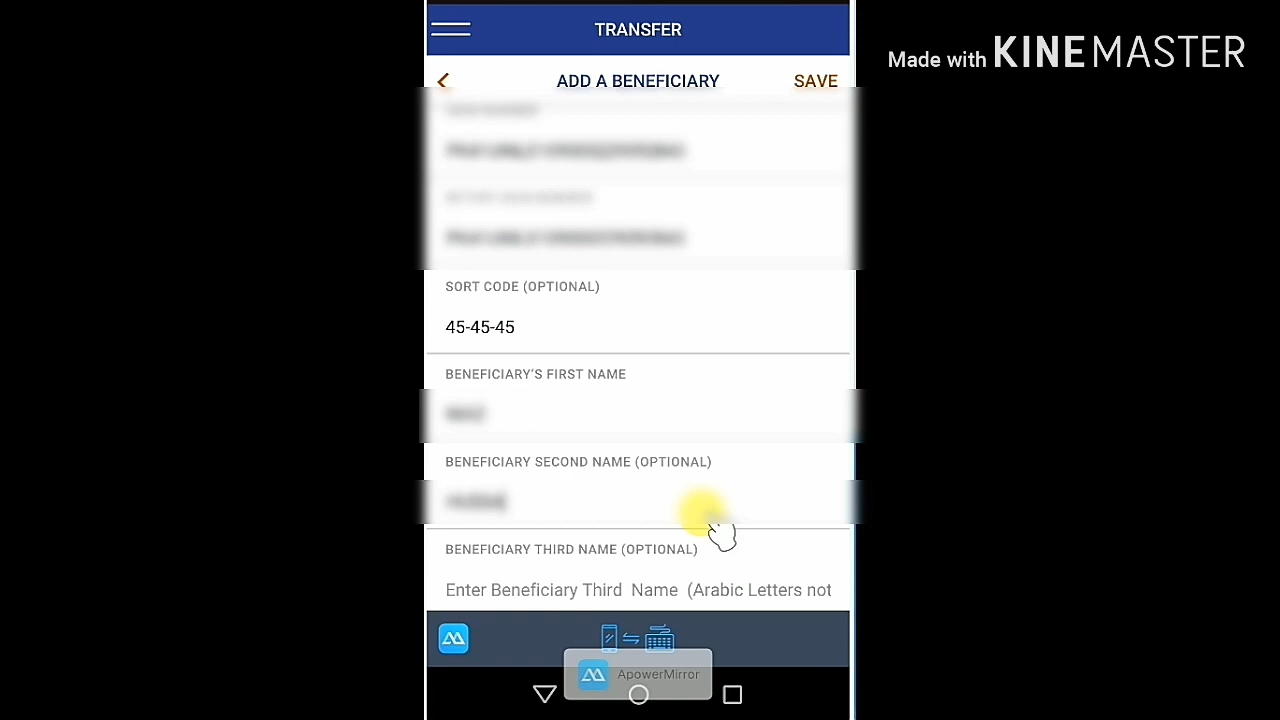 TRANSFER
Made with KINEMASTER
ADD A BENEFICIARY
SAVE
SORT CODE (OPTIONAL)
45-45-45
BENEFICIARY'S FIRST NAME
BENEFICIARY SECOND NAME (OPTIONAL)
BENEFICIARY THIRD NAME (OPTIONAL)
Enter Beneficiary Third Name (Arabic Letters not
ApowerMirror